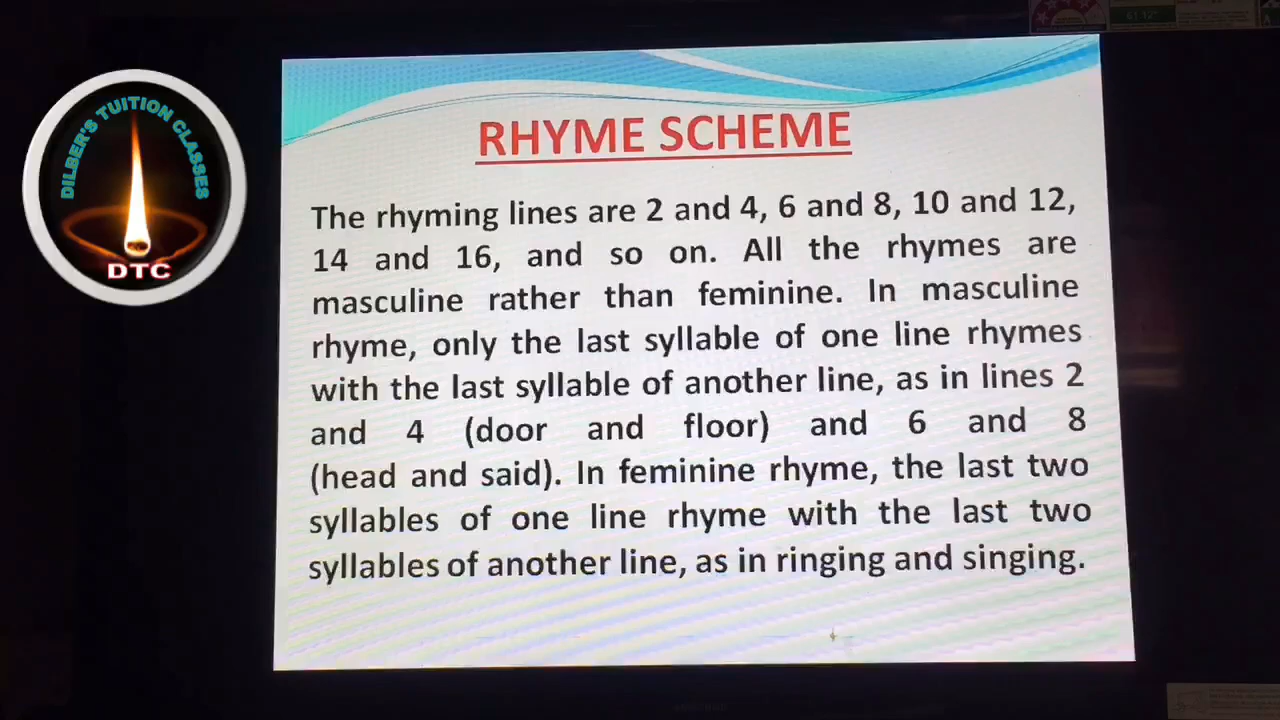 DILBER'S TUITION CLASSES
DTC
RHYME SCHEME
The rhyming lines are 2 and 4, 6 and 8, 10 and 12,
14 and 16, and so on. All the rhymes are
masculine rather than feminine. In masculine
rhyme, only the last syllable of one line rhymes
with the last syllable of another line, as in lines 2
and 4 (door and floor) and 6 and 8
(head and said). In feminine rhyme, the last two
syllables of one line rhyme with the last two
syllables of another line, as in ringing and singing.